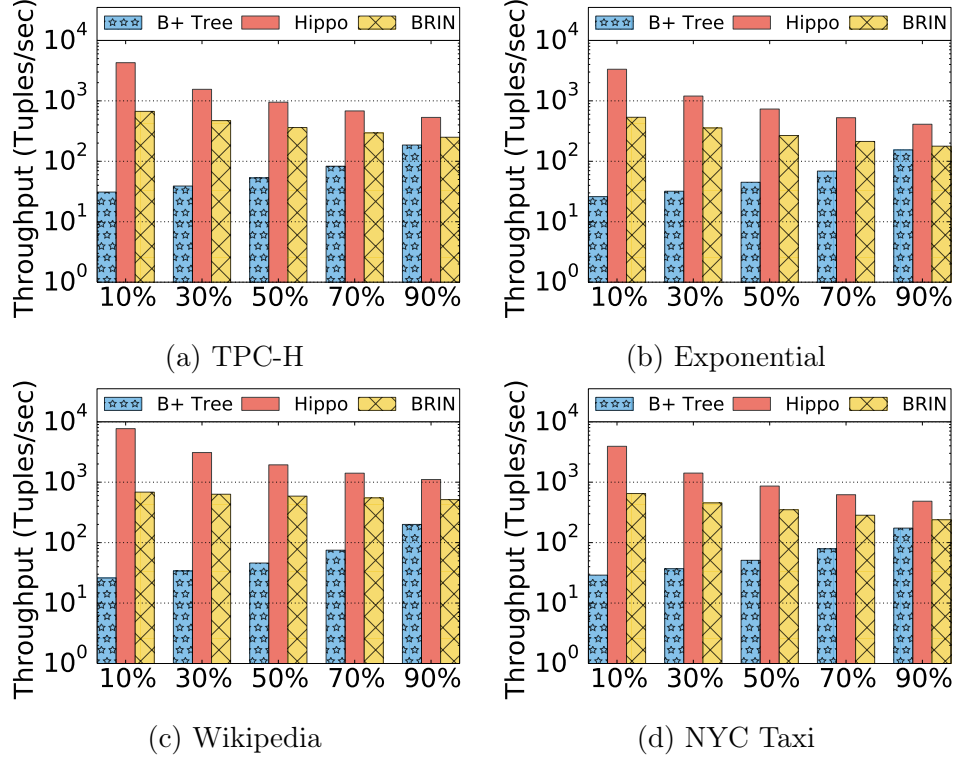 B+ Tree Hippo BRIN
B+ Tree Hippo BRIN
Throughput (Tuples/sec)
10^4
10^3
10^2
10^1
10^0
10% 30% 50% 70% 90%
Throughput (Tuples/sec)
10^4
10^3
10^2
10^1
10^0
10% 30% 50% 70% 90%
(a) TPC-H
(b) Exponential
B+ Tree Hippo BRIN
B+ Tree Hippo BRIN
Throughput (Tuples/sec)
10^4
10^3
10^2
10^1
10^0
10% 30% 50% 70% 90%
Throughput (Tuples/sec)
10^4
10^3
10^2
10^1
10^0
10% 30% 50% 70% 90%
(c) Wikipedia
(d) NYC Taxi